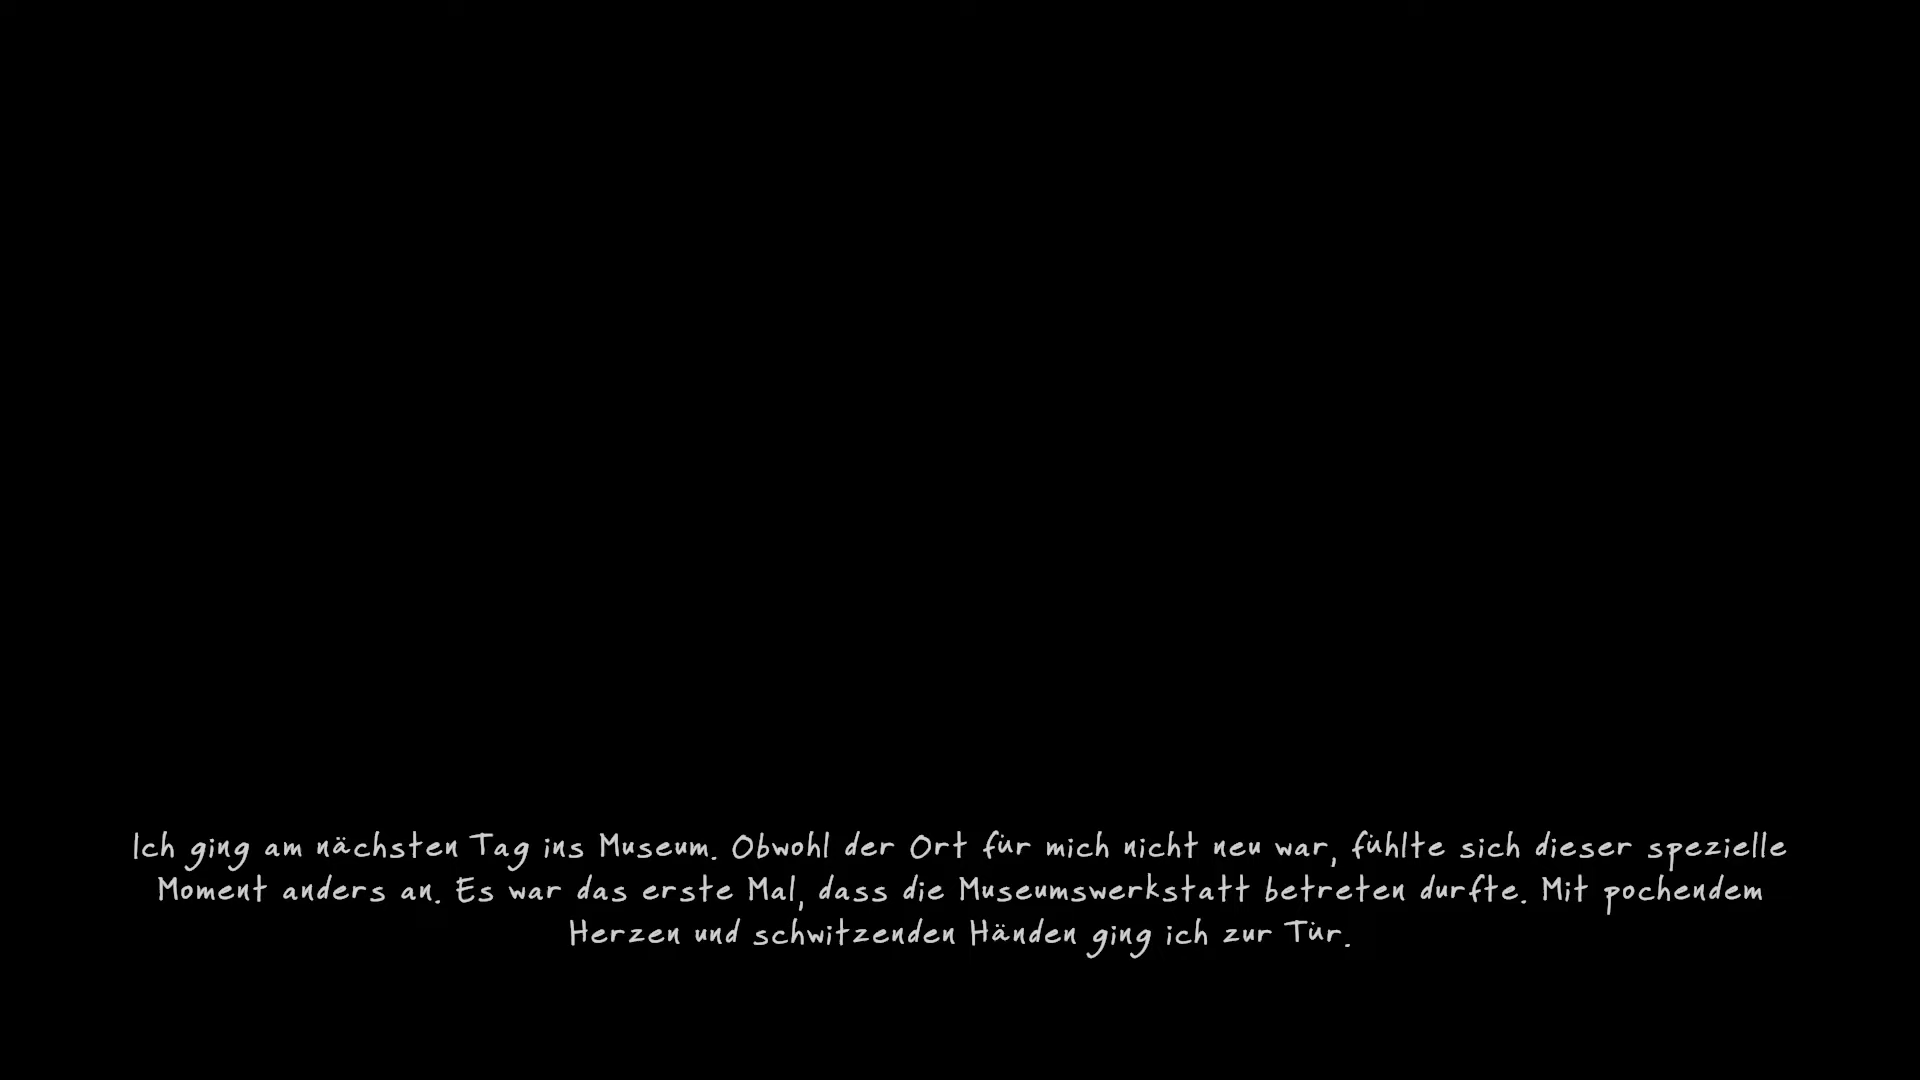 Ich ging am nächsten Tag ins Museum. Obwohl der Ort für mich nicht neu war, fühlte sich dieser spezielle
Moment anders an. Es war das erste Mal, dass die Museumswerkstatt betreten durfte. Mit pochendem
Herzen und schwitzenden Händen ging ich zur Tür.